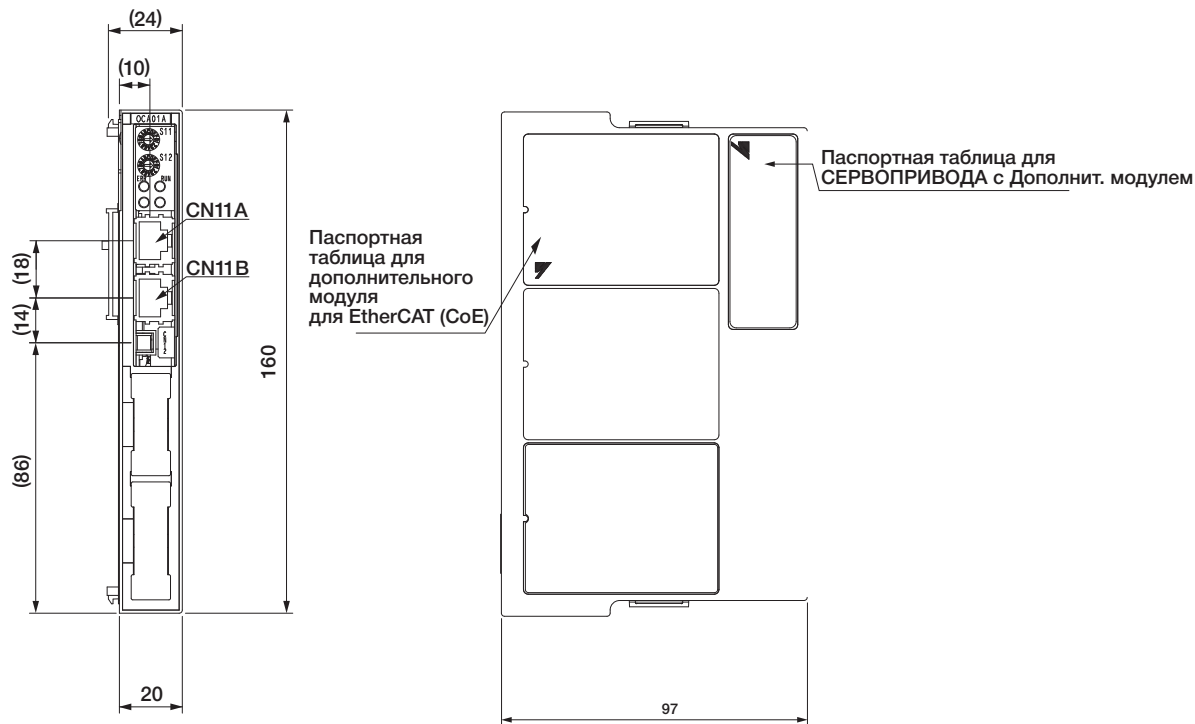 (24)
(10)
OCA01A
S11
S12
RUN
CN11A
CN11B
(18)
(14)
(86)
160
20
Паспортная
таблица для
дополнительного
модуля
для EtherCAT (CoE)
Паспортная таблица для
СЕРВОПРИВОДА с Дополнит. модулем
97